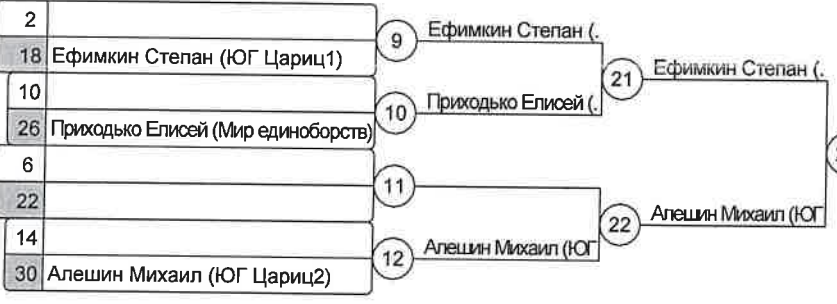 2
18 Ефимкин Степан (ЮГ Цариц1)
9
Ефимкин Степан (.
10
26 Приходько Елисей (Мир единоборств)
10
Приходько Елисей (.
21
Ефимкин Степан (.
6
22
11
14
30 Алешин Михаил (ЮГ Цариц2)
12
Алешин Михаил (ЮГ
22
Алешин Михаил (ЮГ